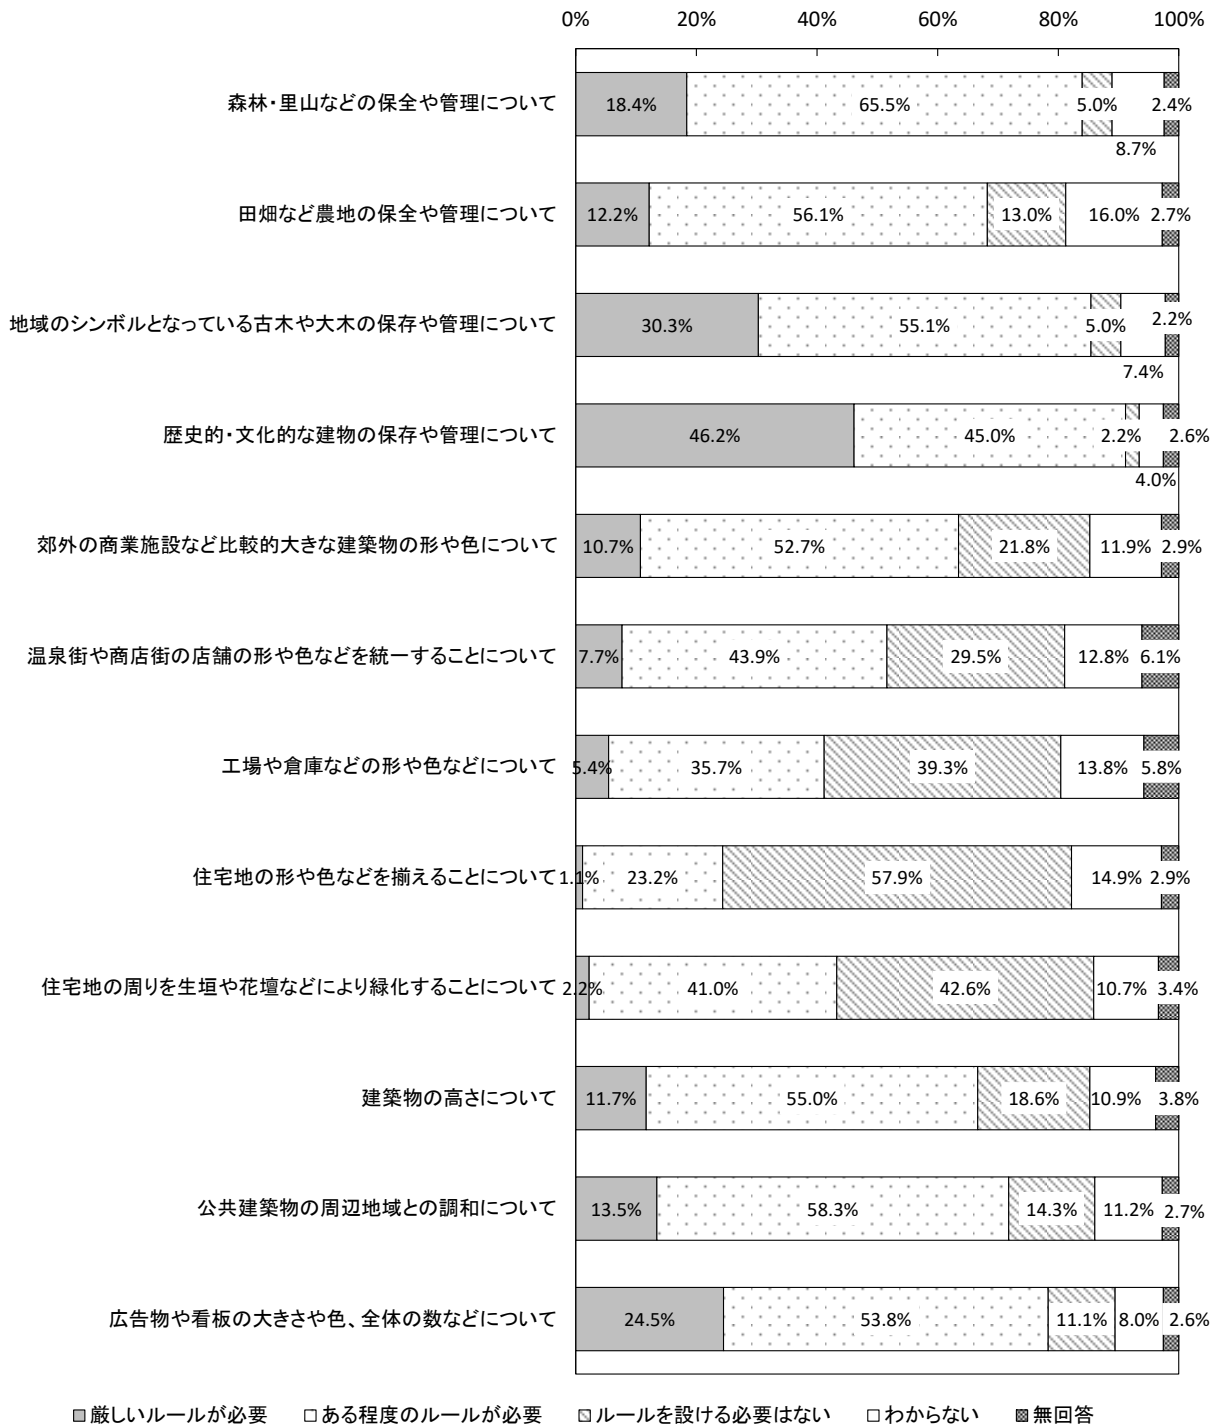 0% 20% 40% 60% 80% 100%
森林・里山などの保全や管理について 18.4% 65.5% 5.0% 2.4%
8.7%
田畑など農地の保全や管理について 12.2% 56.1% 13.0% 16.0% 2.7%
地域のシンボルとなっている古木や大木の保存や管理について 30.3% 55.1% 5.0% 2.2%
7.4%
歴史的・文化的な建物の保存や管理について 46.2% 45.0% 2.2% 2.6%
4.0%
郊外の商業施設など比較的大きな建築物の形や色について 10.7% 52.7% 21.8% 11.9% 2.9%
温泉街や商店街の店舗の形や色などを統一することについて 7.7% 43.9% 29.5% 12.8% 6.1%
工場や倉庫などの形や色などについて 5.4% 35.7% 39.3% 13.8% 5.8%
住宅地の形や色などを揃えることについて 1.1% 23.2% 57.9% 14.9% 2.9%
住宅地の周りを生垣や花壇などにより緑化することについて 2.2% 41.0% 42.6% 10.7% 3.4%
建築物の高さについて 11.7% 55.0% 18.6% 10.9% 3.8%
公共建築物の周辺地域との調和について 13.5% 58.3% 14.3% 11.2% 2.7%
広告物や看板の大きさや色、全体の数などについて 24.5% 53.8% 11.1% 8.0% 2.6%
厳しいルールが必要 ある程度のルールが必要 ルールを設ける必要はない わからない 無回答